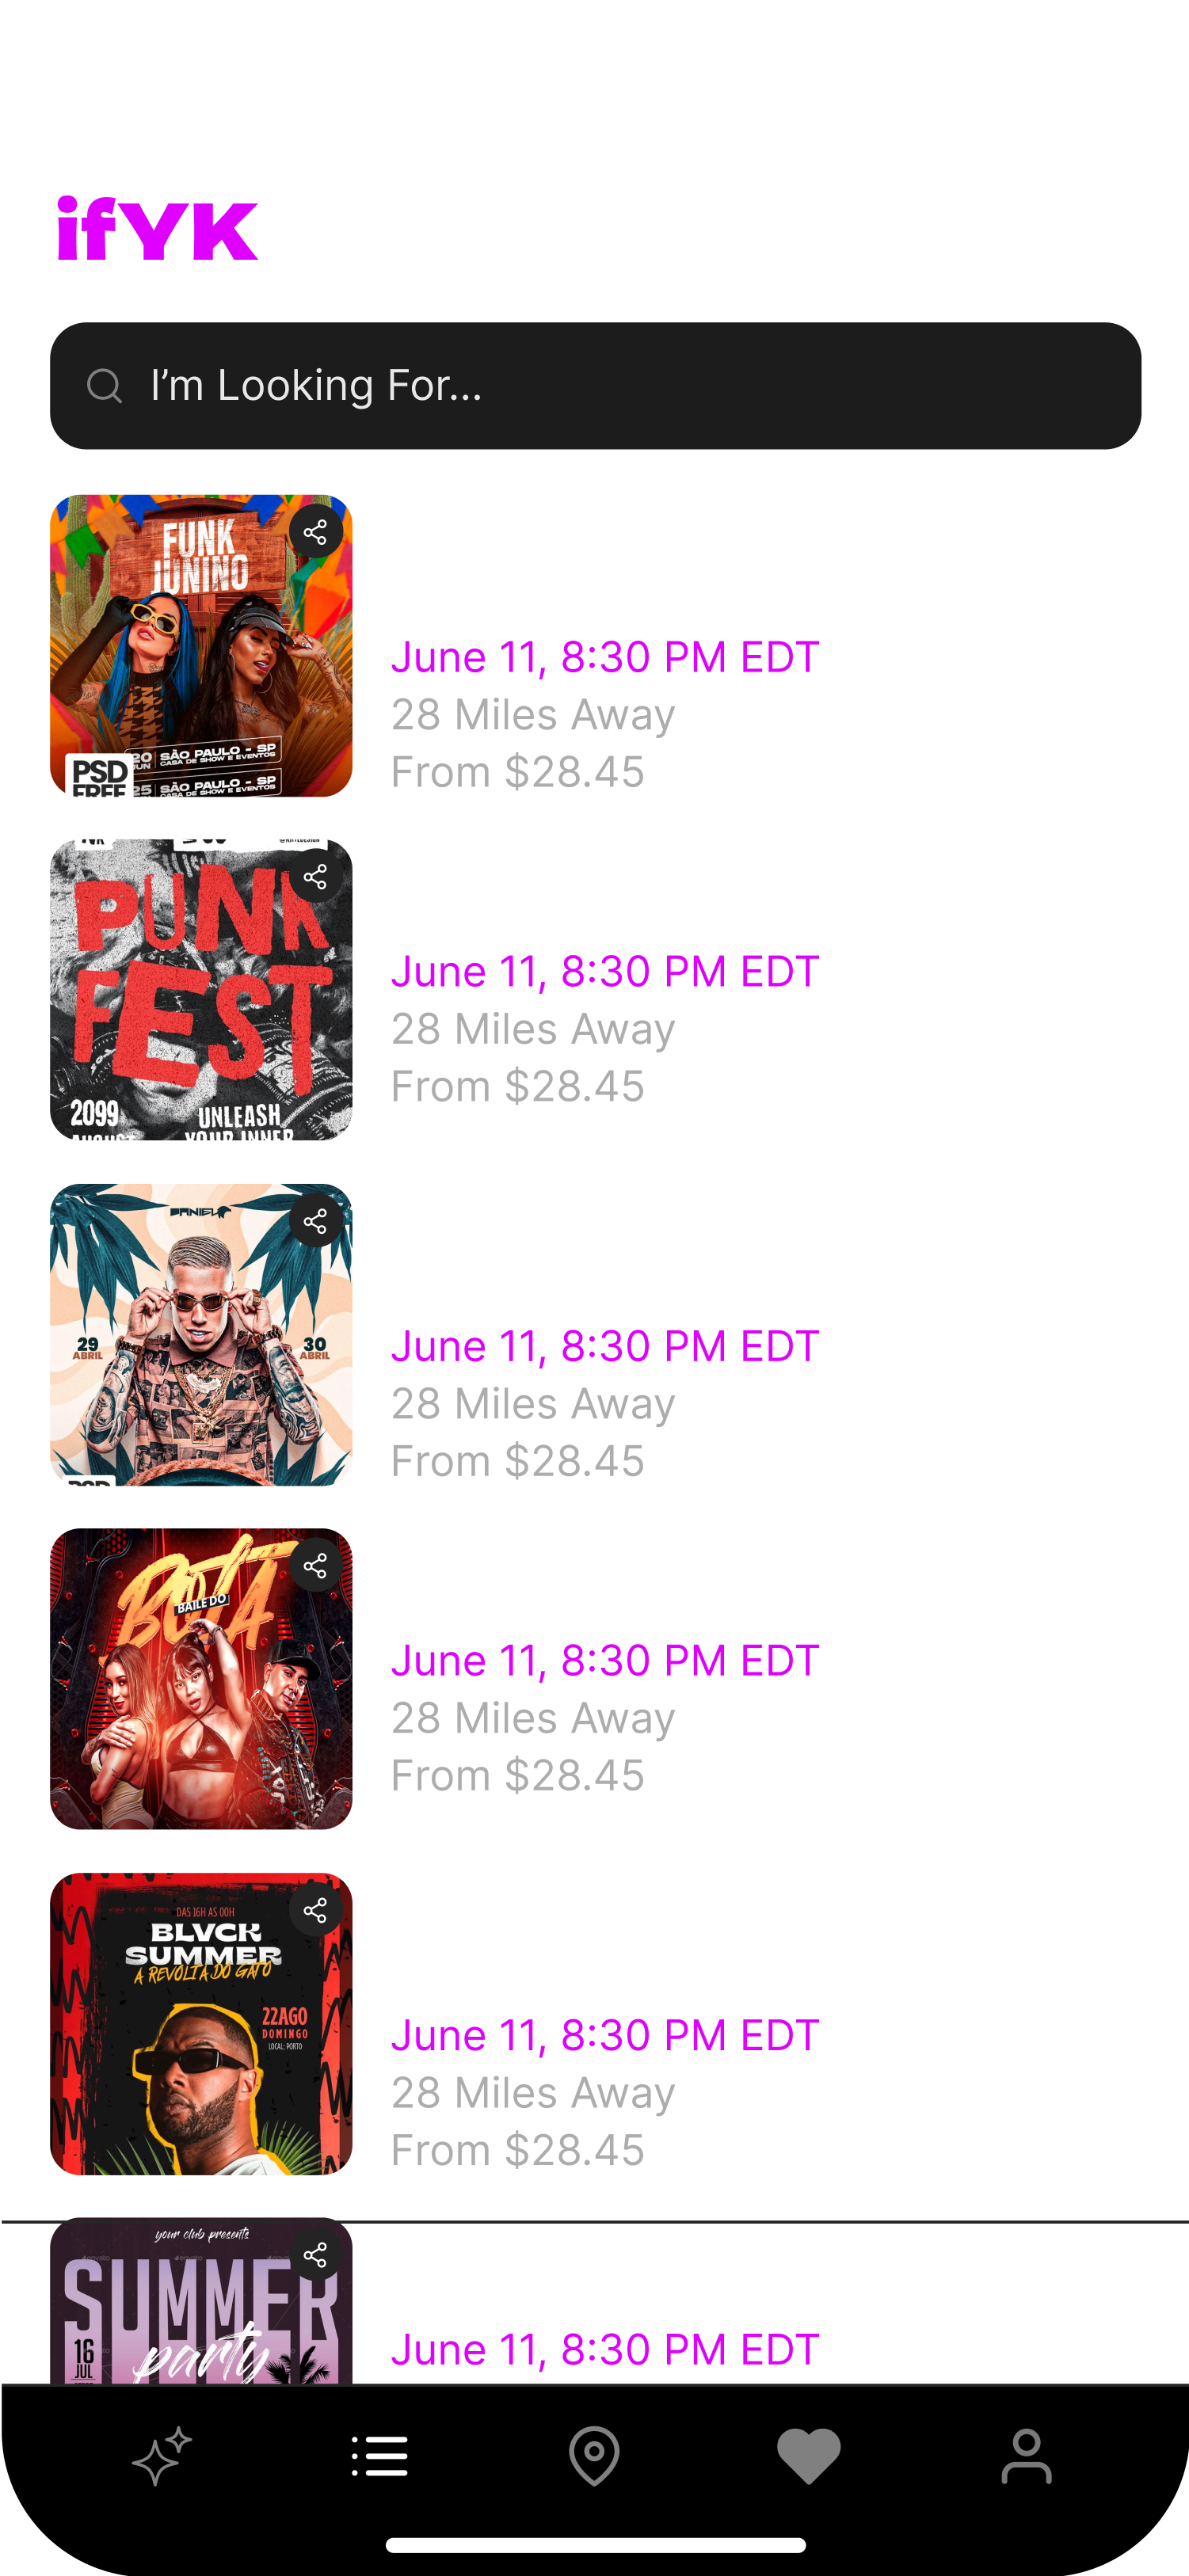 ifYK
I'm Looking For...
FUNK
JUNINO
20 JUN SÃO PAULO - SP
CASA DE SHOW E EVENTOS
25 SÃO PAULO - SP
CASA DE SHOW E EVENTOS
PSD
FREE
June 11, 8:30 PM EDT
28 Miles Away
From $28.45
PUNK
FEST
2099
UNLEASH
YOUR INNER
June 11, 8:30 PM EDT
28 Miles Away
From $28.45
DANIEL
29
ABRIL
30
ABRIL
June 11, 8:30 PM EDT
28 Miles Away
From $28.45
BAILE DO
BOTA
June 11, 8:30 PM EDT
28 Miles Away
From $28.45
DAS 16H AS 00H
BLVCK
SUMMER
A REVOLTA DO GATO
22AGO
DOMINGO
LOCAL: PORTO
June 11, 8:30 PM EDT
28 Miles Away
From $28.45
your club presents
SUMMER
party
16
JUL
June 11, 8:30 PM EDT